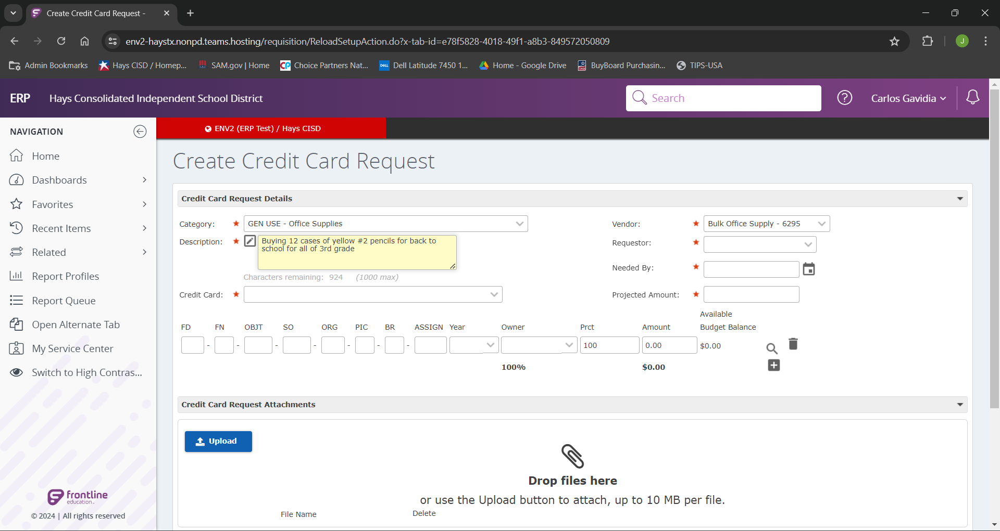 Create Credit Card Request -
env2-haystx.nonpd.teams.hosting/requisition/ReloadSetupAction.do?x-tab-id=e78f5828-4018-49f1-a8b3-849572050809
J
Admin Bookmarks
Hays CISD / Homep...
SAM.gov | Home
Choice Partners Nat...
Dell Latitude 7450 1...
Home - Google Drive
BuyBoard Purchasin...
TIPS-USA
ERP
Hays Consolidated Independent School District
Search
Carlos Gavidia
NAVIGATION
Home
Dashboards
Favorites
Recent Items
Related
Report Profiles
Report Queue
Open Alternate Tab
My Service Center
Switch to High Contras...
frontline
education
© 2024 | All rights reserved
ENV2 (ERP Test) / Hays CISD
Create Credit Card Request
Credit Card Request Details
Category: GEN USE - Office Supplies
Vendor: Bulk Office Supply - 6295
Description: Buying 12 cases of yellow #2 pencils for back to
school for all of 3rd grade
Requestor:
Needed By:
Characters remaining: 924 (1000 max)
Credit Card:
Projected Amount:
Available
FD FN OBJT SO ORG PIC BR ASSIGN Year Owner Prct Amount Budget Balance
- - - - - - - 100 0.00 $0.00
100% $0.00
Credit Card Request Attachments
Upload
Drop files here
or use the Upload button to attach, up to 10 MB per file.
File Name Delete